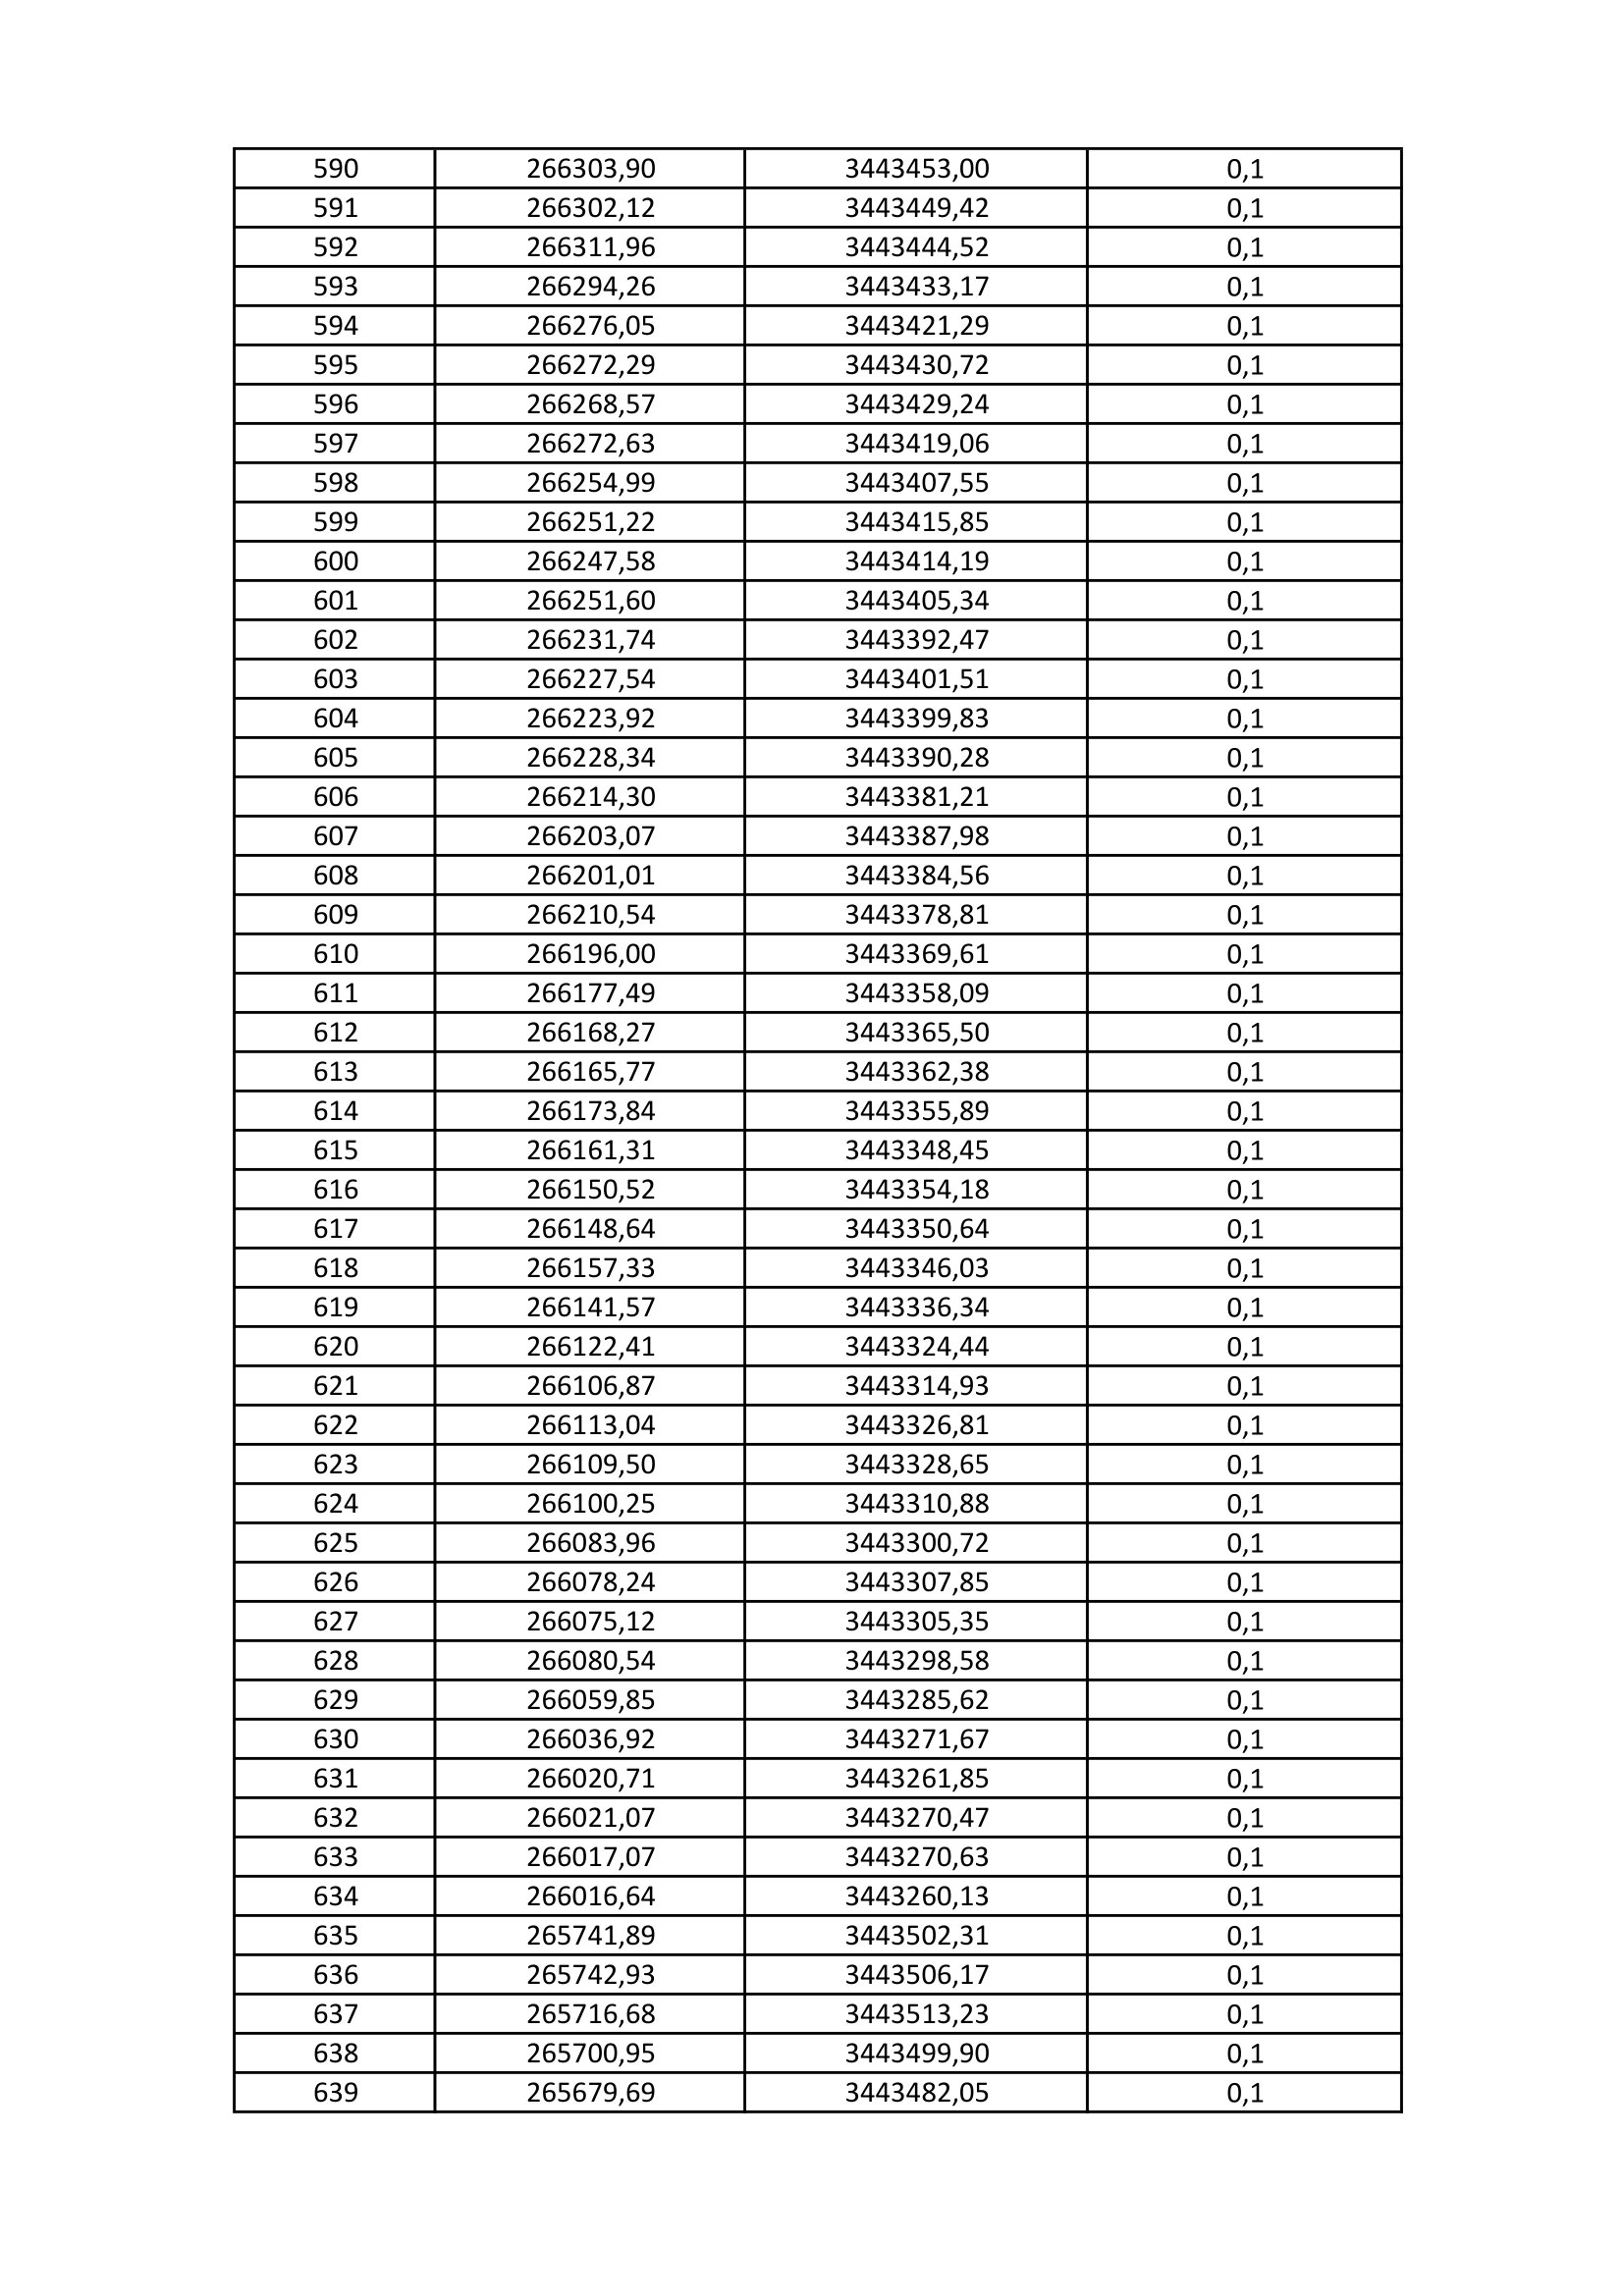 590 266303,90 3443453,00 0,1
591 266302,12 3443449,42 0,1
592 266311,96 3443444,52 0,1
593 266294,26 3443433,17 0,1
594 266276,05 3443421,29 0,1
595 266272,29 3443430,72 0,1
596 266268,57 3443429,24 0,1
597 266272,63 3443419,06 0,1
598 266254,99 3443407,55 0,1
599 266251,22 3443415,85 0,1
600 266247,58 3443414,19 0,1
601 266251,60 3443405,34 0,1
602 266231,74 3443392,47 0,1
603 266227,54 3443401,51 0,1
604 266223,92 3443399,83 0,1
605 266228,34 3443390,28 0,1
606 266214,30 3443381,21 0,1
607 266203,07 3443387,98 0,1
608 266201,01 3443384,56 0,1
609 266210,54 3443378,81 0,1
610 266196,00 3443369,61 0,1
611 266177,49 3443358,09 0,1
612 266168,27 3443365,50 0,1
613 266165,77 3443362,38 0,1
614 266173,84 3443355,89 0,1
615 266161,31 3443348,45 0,1
616 266150,52 3443354,18 0,1
617 266148,64 3443350,64 0,1
618 266157,33 3443346,03 0,1
619 266141,57 3443336,34 0,1
620 266122,41 3443324,44 0,1
621 266106,87 3443314,93 0,1
622 266113,04 3443326,81 0,1
623 266109,50 3443328,65 0,1
624 266100,25 3443310,88 0,1
625 266083,96 3443300,72 0,1
626 266078,24 3443307,85 0,1
627 266075,12 3443305,35 0,1
628 266080,54 3443298,58 0,1
629 266059,85 3443285,62 0,1
630 266036,92 3443271,67 0,1
631 266020,71 3443261,85 0,1
632 266021,07 3443270,47 0,1
633 266017,07 3443270,63 0,1
634 266016,64 3443260,13 0,1
635 265741,89 3443502,31 0,1
636 265742,93 3443506,17 0,1
637 265716,68 3443513,23 0,1
638 265700,95 3443499,90 0,1
639 265679,69 3443482,05 0,1